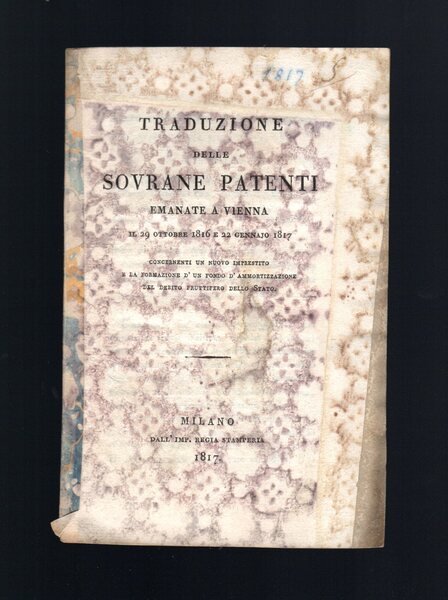 1817 5
TRADUZIONE
DELLE
SOVRANE PATENTI
EMANATE A VIENNA
IL 29 OTTOBRE 1816 E 22 GENNAJO 1817
CONCERNENTI UN NUOVO IMPRESTITO
E LA FORMAZIONE D' UN FONDO D' AMMORTIZZAZIONE
DEL DEBITO FRUTTIFERO DELLO STATO.
MILANO
DALL' IMP. REGIA STAMPERIA
1817.